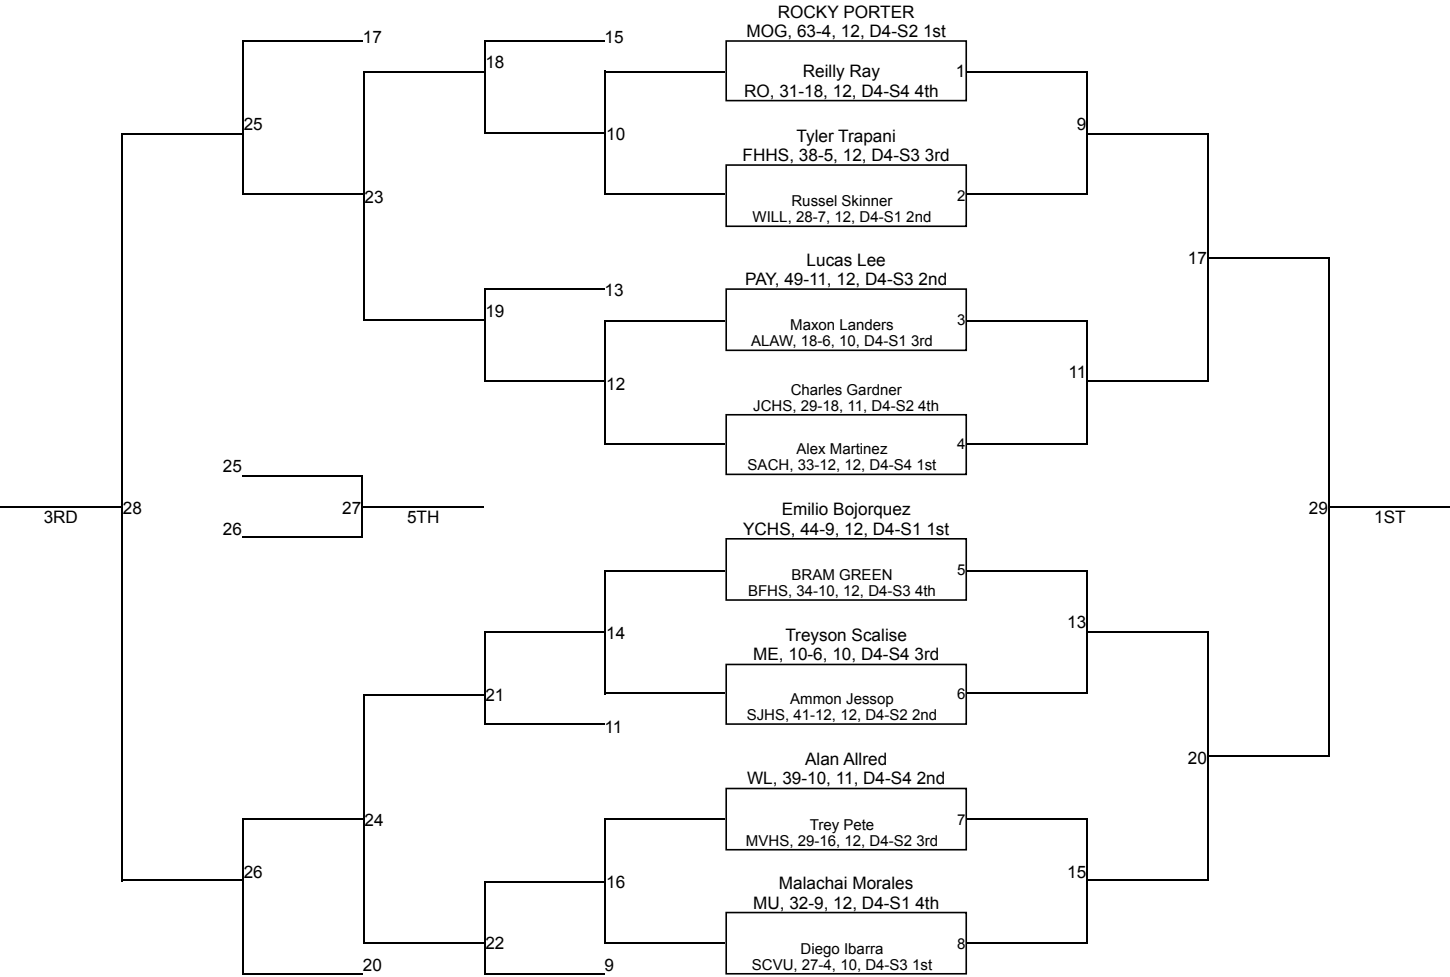 ROCKY PORTER
MOG, 63-4, 12, D4-S2 1st
17
15
18
Reilly Ray
1
RO, 31-18, 12, D4-S4 4th
25
10
9
Tyler Trapani
FHHS, 38-5, 12, D4-S3 3rd
23
Russel Skinner
2
WILL, 28-7, 12, D4-S1 2nd
Lucas Lee
17
PAY, 49-11, 12, D4-S3 2nd
13
19
Maxon Landers
3
ALAW, 18-6, 10, D4-S1 3rd
12
11
Charles Gardner
JCHS, 29-18, 11, D4-S2 4th
Alex Martinez
4
SACH, 33-12, 12, D4-S4 1st
25
3RD
28
27
5TH
26
Emilio Bojorquez
YCHS, 44-9, 12, D4-S1 1st
29
1ST
BRAM GREEN
5
BFHS, 34-10, 12, D4-S3 4th
14
13
Treyson Scalise
ME, 10-6, 10, D4-S4 3rd
21
Ammon Jessop
6
SJHS, 41-12, 12, D4-S2 2nd
11
Alan Allred
20
WL, 39-10, 11, D4-S4 2nd
24
Trey Pete
7
MVHS, 29-16, 12, D4-S2 3rd
26
16
15
Malachai Morales
MU, 32-9, 12, D4-S1 4th
22
Diego Ibarra
8
SCVU, 27-4, 10, D4-S3 1st
20
9